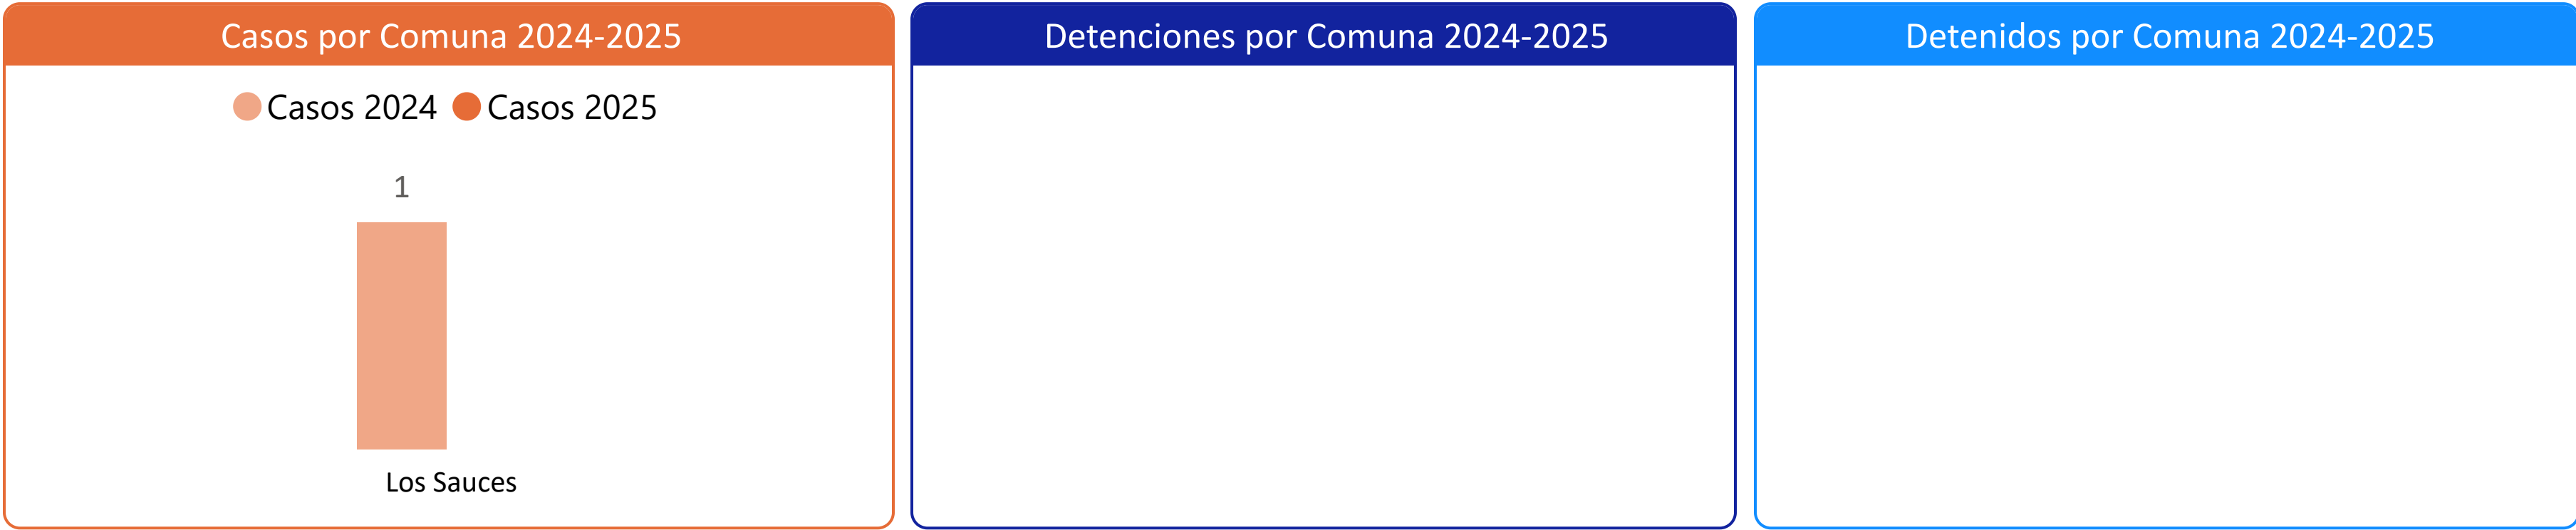 Casos por Comuna 2024-2025
Casos 2024 Casos 2025
1
Los Sauces
Detenciones por Comuna 2024-2025
Detenidos por Comuna 2024-2025